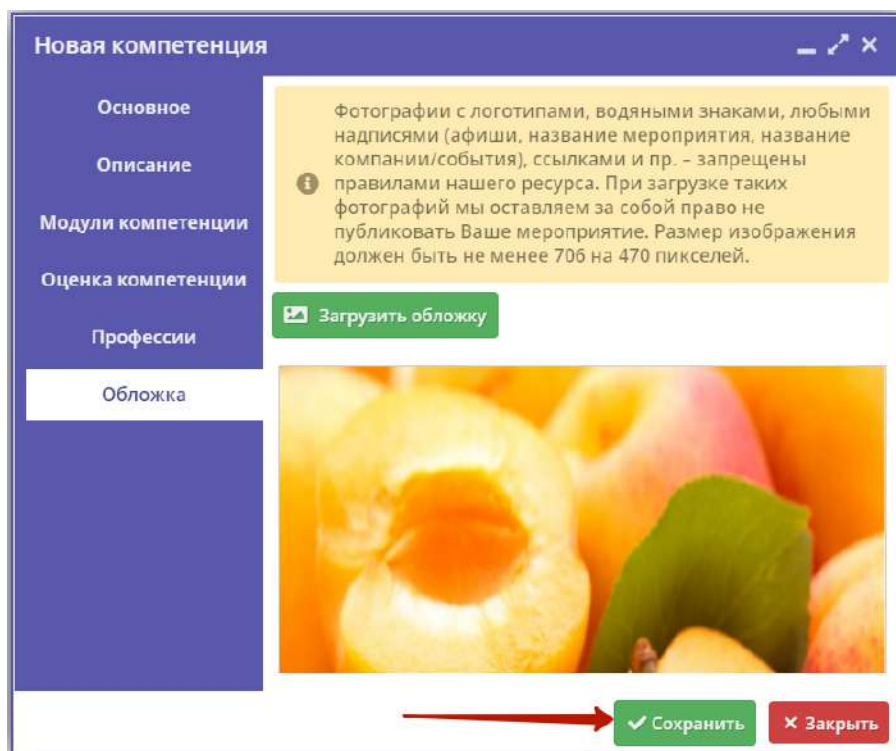 Новая компетенция
Основное
Описание
Модули компетенции
Оценка компетенции
Профессии
Обложка
Фотографии с логотипами, водяными знаками, любыми
надписями (афиши, название мероприятия, название
компании/события), ссылками и пр. – запрещены
правилами нашего ресурса. При загрузке таких
фотографий мы оставляем за собой право не
публиковать Ваше мероприятие. Размер изображения
должен быть не менее 706 на 470 пикселей.
Загрузить обложку
Сохранить
Закрыть